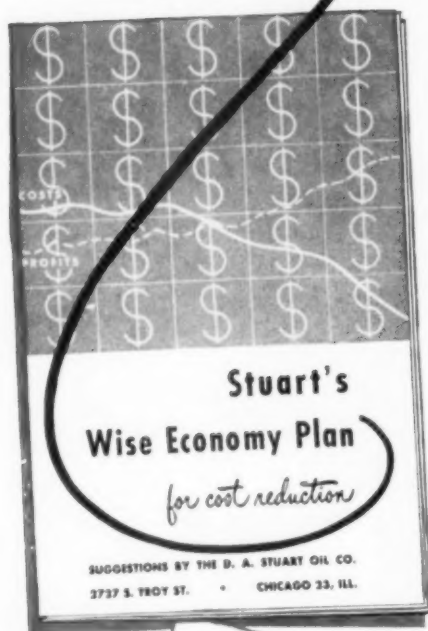 $ $ $ $ $
$ $ $ $ $
$ $ $ $ $
COSTS
$ $ $ $ $
PROFITS
$ $ $ $ $
Stuart's
Wise Economy Plan
for cost reduction
SUGGESTIONS BY THE D. A. STUART OIL CO.
2737 S. TROY ST. • CHICAGO 23, ILL.